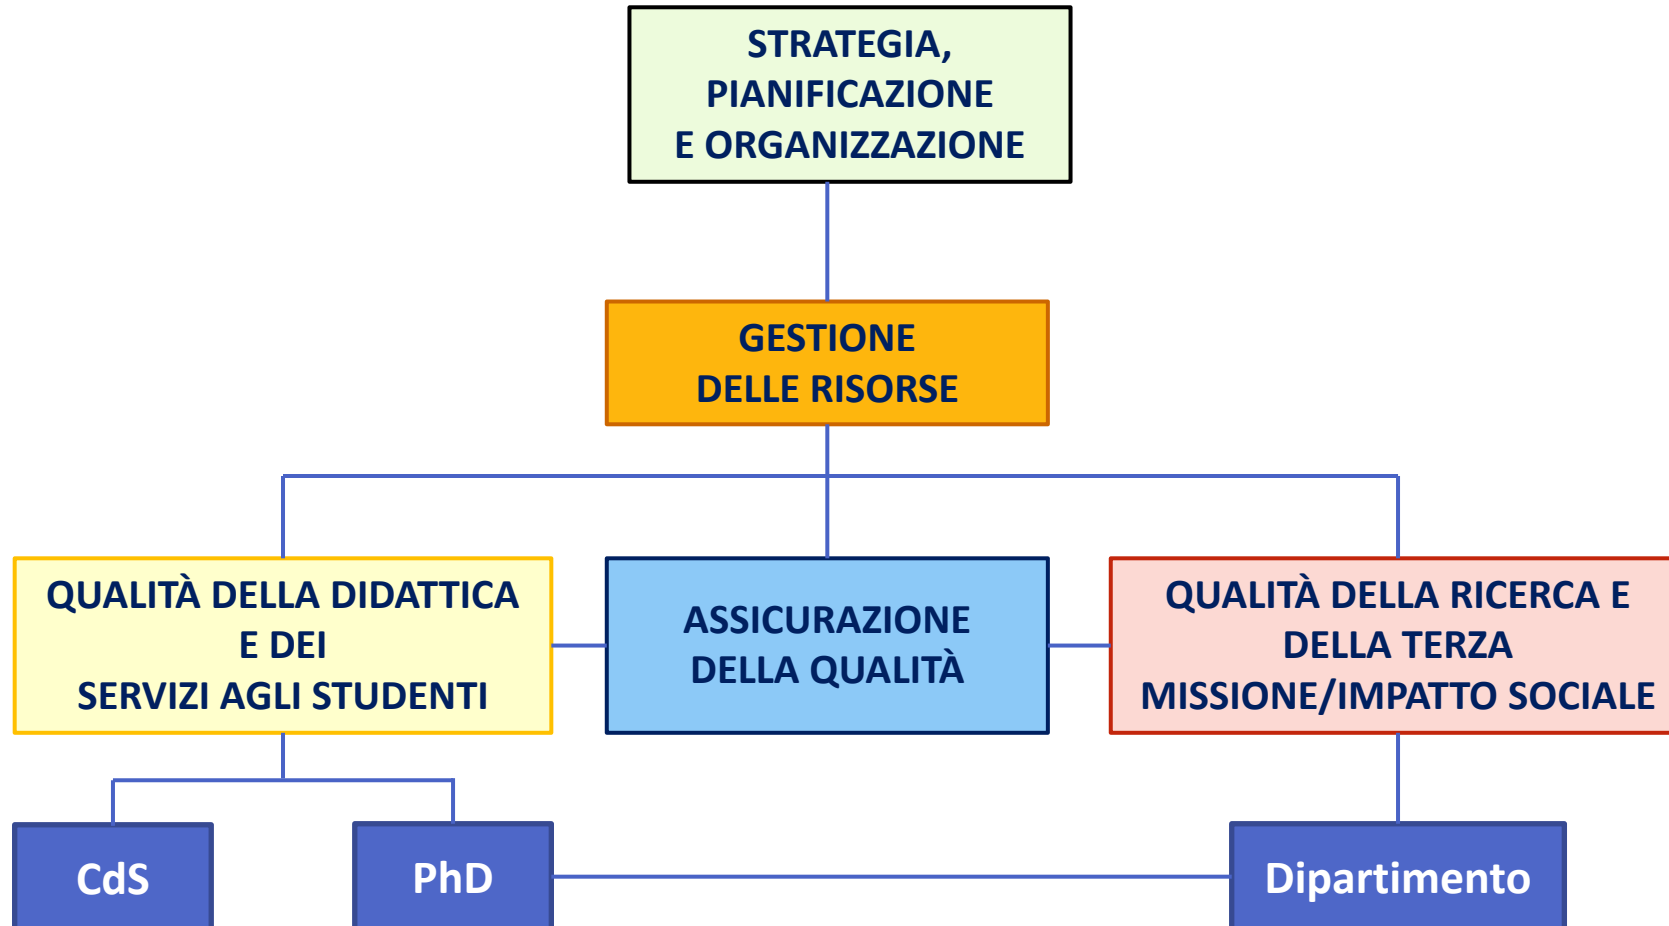 STRATEGIA,
PIANIFICAZIONE
E ORGANIZZAZIONE
GESTIONE
DELLE RISORSE
QUALITÀ DELLA DIDATTICA
E DEI
SERVIZI AGLI STUDENTI
ASSICURAZIONE
DELLA QUALITÀ
QUALITÀ DELLA RICERCA E
DELLA TERZA
MISSIONE/IMPATTO SOCIALE
CdS
PhD
Dipartimento